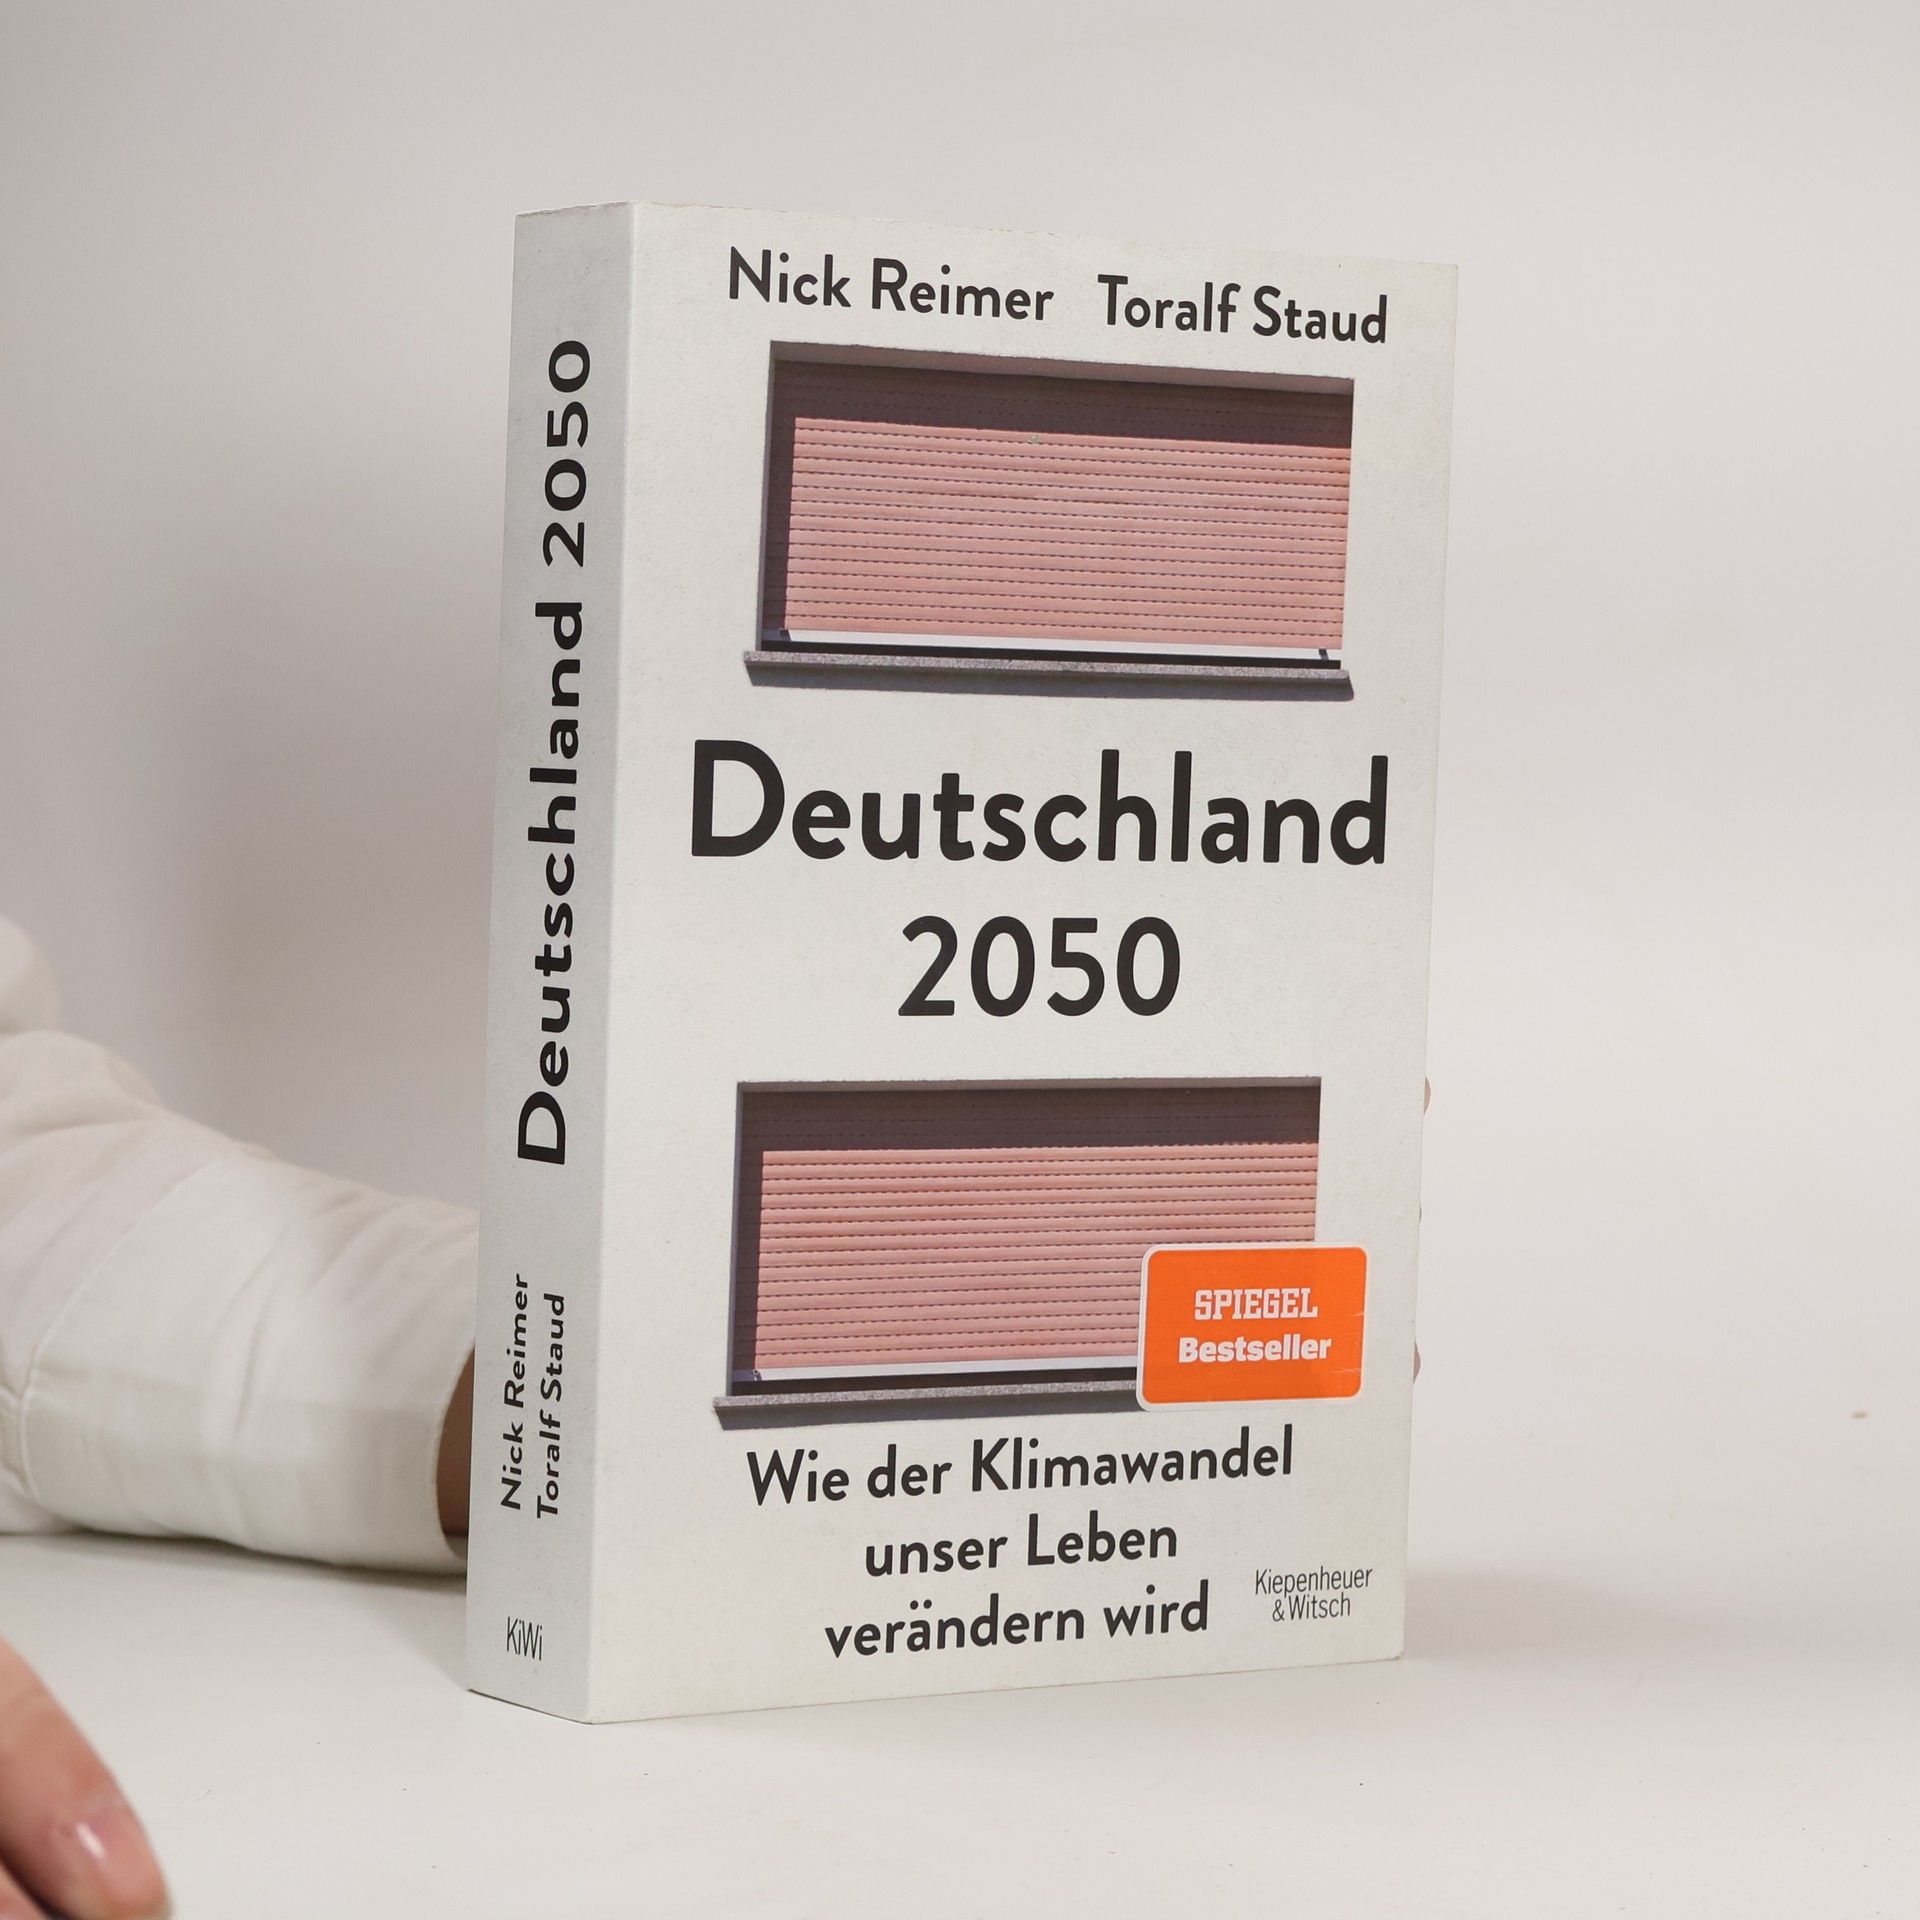 Nick Reimer Toralf Staud
Deutschland
2050
SPIEGEL
Bestseller
Wie der Klimawandel
unser Leben
verändern wird
Kiepenheuer
& Witsch
Deutschland 2050
Nick Reimer
Toralf Staud
KiWi